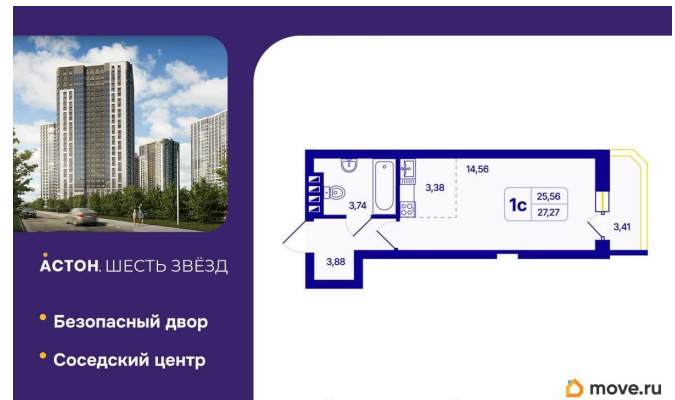 АСТОН. ШЕСТЬ ЗВЁЗД
Безопасный двор
Соседский центр
3,74
3,88
3,38
14,56
1с
25,56
27,27
3,41
move.ru